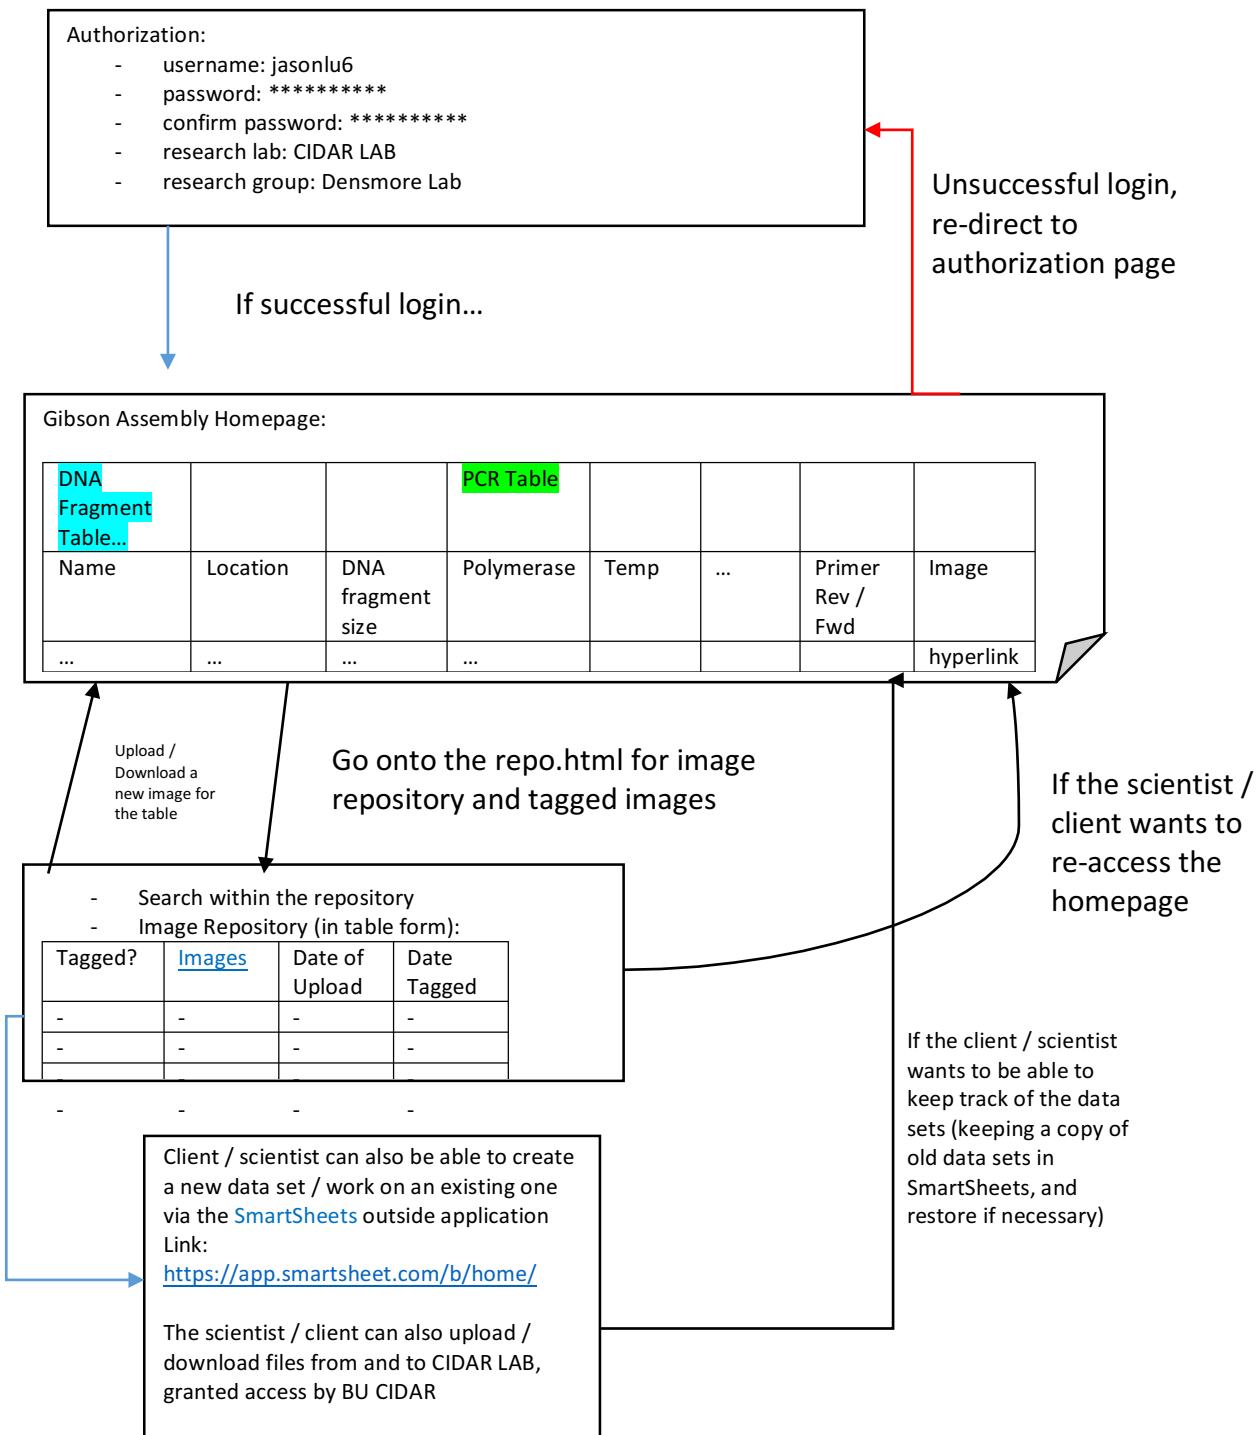 Authorization:
- username: jasonlu6
- password: **********
- confirm password: **********
- research lab: CIDAR LAB
- research group: Densmore Lab
Unsuccessful login,
re-direct to
authorization page
If successful login...
Gibson Assembly Homepage:
DNA
Fragment
Table...
PCR Table
Name Location DNA
fragment
size
Polymerase Temp ... Primer
Rev /
Fwd
Image
... ... ... ... hyperlink
Upload /
Download a
new image for
the table
Go onto the repo.html for image
repository and tagged images
If the scientist /
client wants to
re-access the
homepage
- Search within the repository
- Image Repository (in table form):
Tagged? Images Date of
Upload
Date
Tagged
- - - -
- - - -
- - - -
- - - -
If the client / scientist
wants to be able to
keep track of the data
sets (keeping a copy of
old data sets in
SmartSheets, and
restore if necessary)
Client / scientist can also be able to create
a new data set / work on an existing one
via the SmartSheets outside application
Link:
https://app.smartsheet.com/b/home/
The scientist / client can also upload /
download files from and to CIDAR LAB,
granted access by BU CIDAR